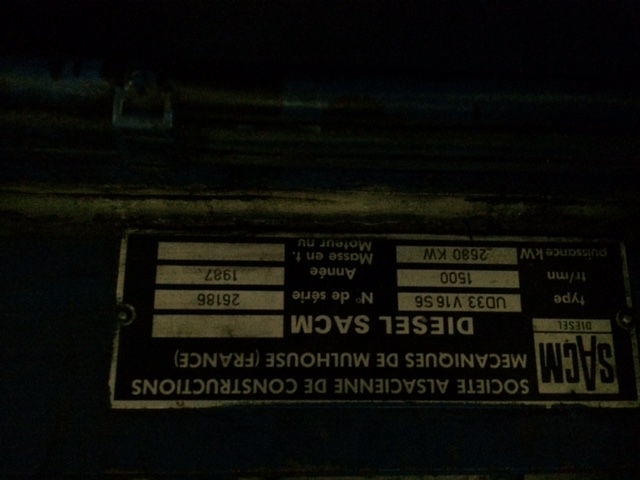 SACM
DIESEL
SOCIETE ALSACIENNE DE CONSTRUCTIONS
MECANIQUES DE MULHOUSE (FRANCE)
DIESEL SACM
type UD33 V16 S6 N° de série 26186
tr/mn 1500 Année 1987
puissance kW 2680 KW Masse en t.
Moteur nu